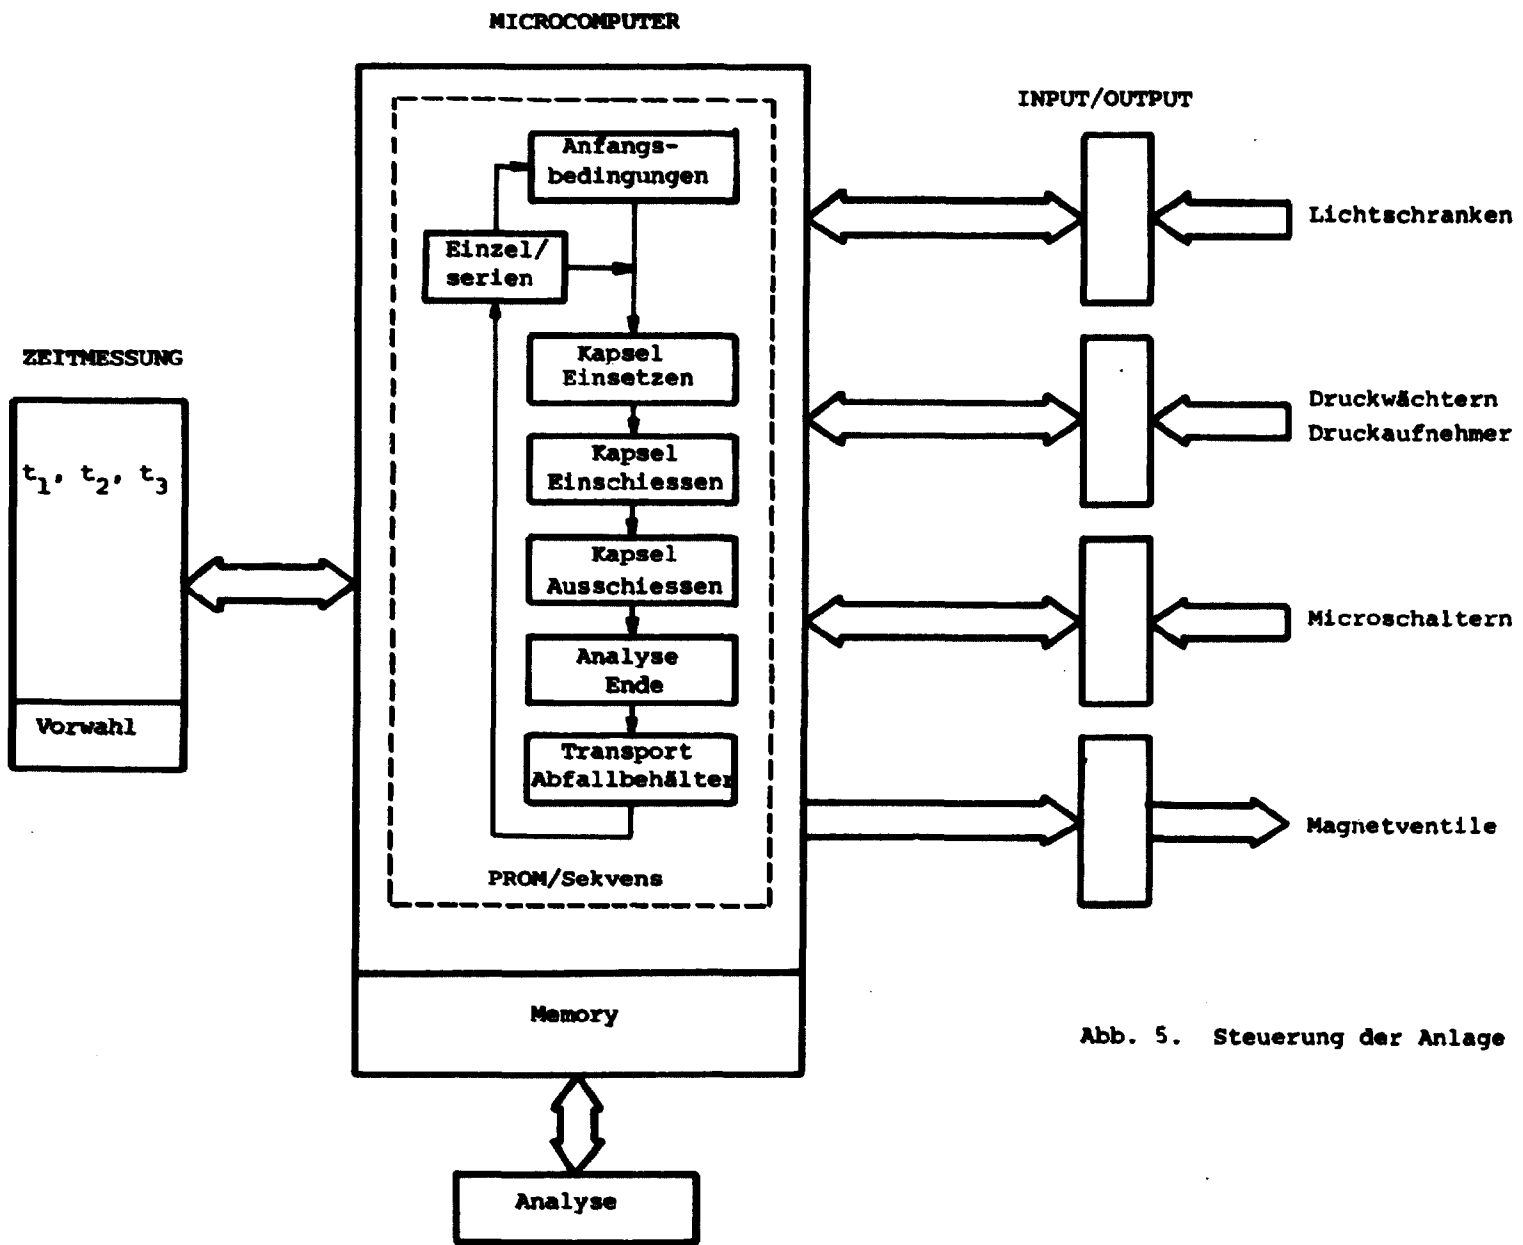 MICROCOMPUTER
INPUT/OUTPUT
Anfangs-
bedingungen
Einzel/
serien
Kapsel
Einsetzen
Kapsel
Einschiessen
Kapsel
Ausschiessen
Analyse
Ende
Transport
Abfallbehälter
PROM/Sekvens
Memory
Analyse
ZEITMESSUNG
t₁, t₂, t₃
Vorwahl
Lichtschranken
Druckwächtern
Druckaufnehmer
Microschaltern
Magnetventile
Abb. 5. Steuerung der Anlage